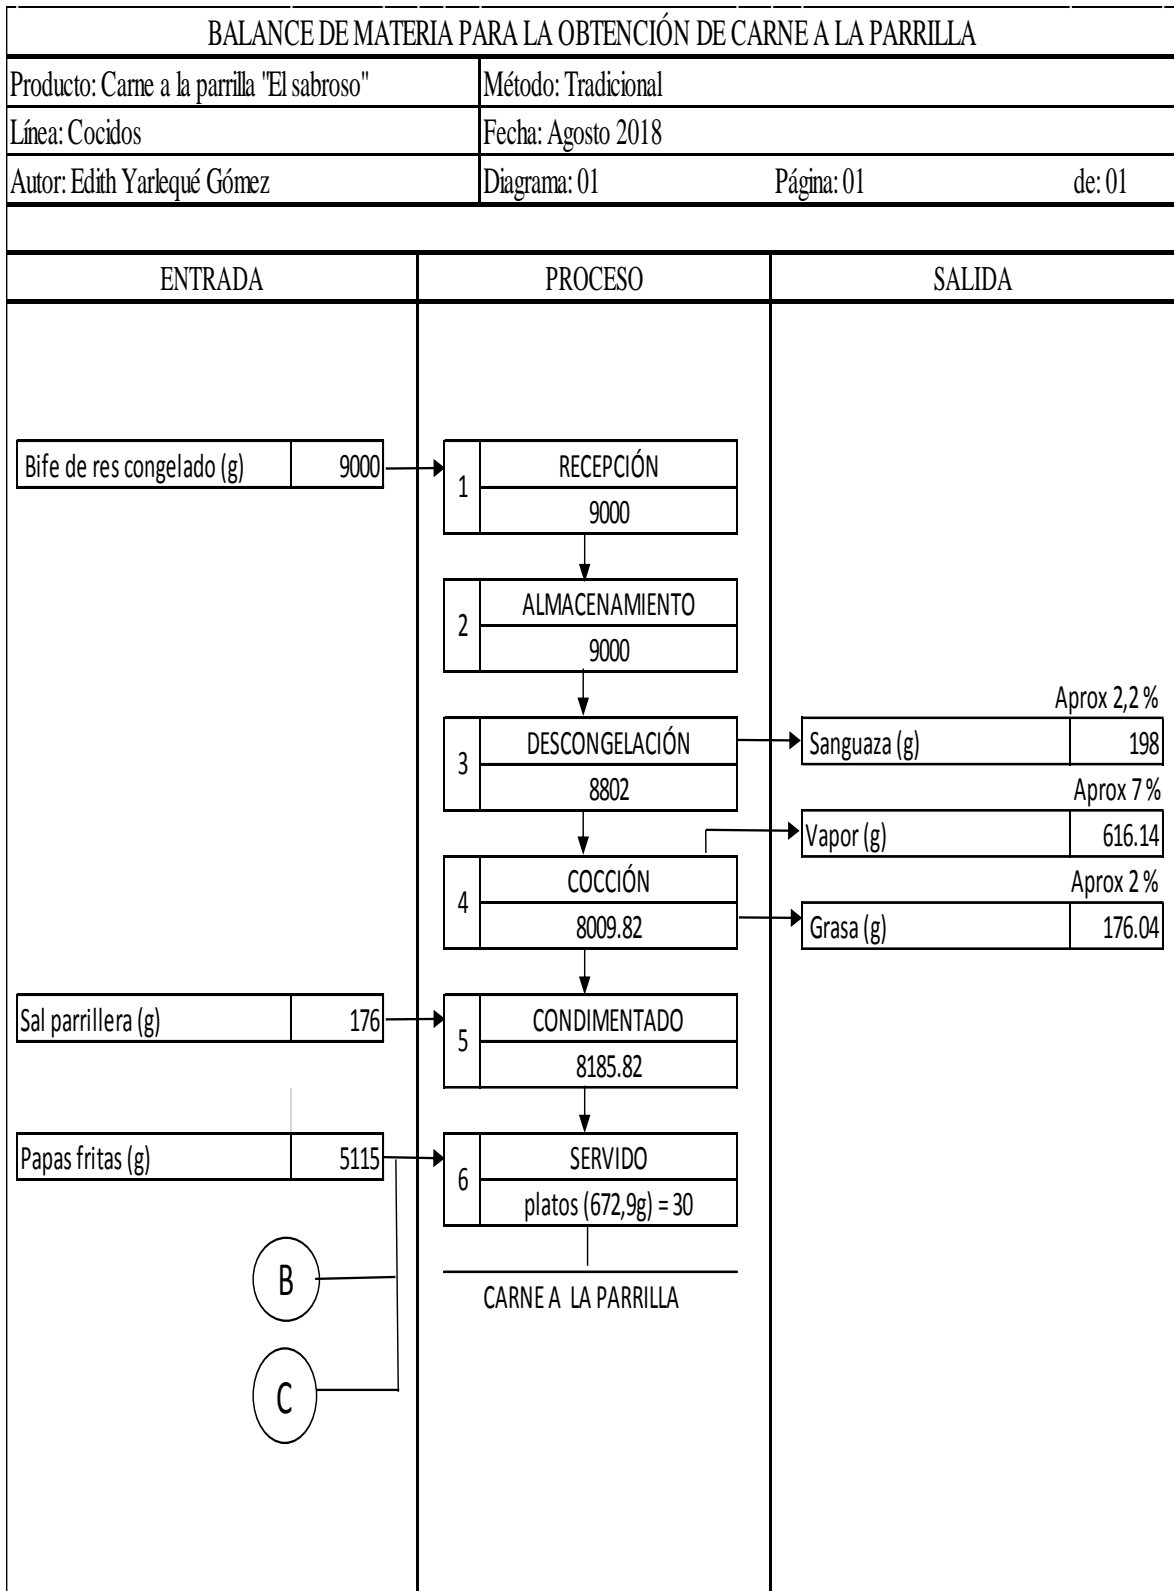 BALANCE DE MATERIA PARA LA OBTENCIÓN DE CARNE A LA PARRILLA
Producto: Carne a la parrilla "El sabroso"
Método: Tradicional
Línea: Cocidos
Fecha: Agosto 2018
Autor: Edith Yarlequé Gómez
Diagrama: 01 Página: 01 de: 01
ENTRADA
PROCESO
SALIDA
Bife de res congelado (g) 9000
1
RECEPCIÓN
9000
2
ALMACENAMIENTO
9000
3
DESCONGELACIÓN
8802
Aprox 2,2 %
Sanguaza (g) 198
Aprox 7 %
Vapor (g) 616.14
4
COCCIÓN
8009.82
Aprox 2 %
Grasa (g) 176.04
Sal parrillera (g) 176
5
CONDIMENTADO
8185.82
Papas fritas (g) 5115
6
SERVIDO
platos (672,9g) = 30
B
CARNE A LA PARRILLA
C